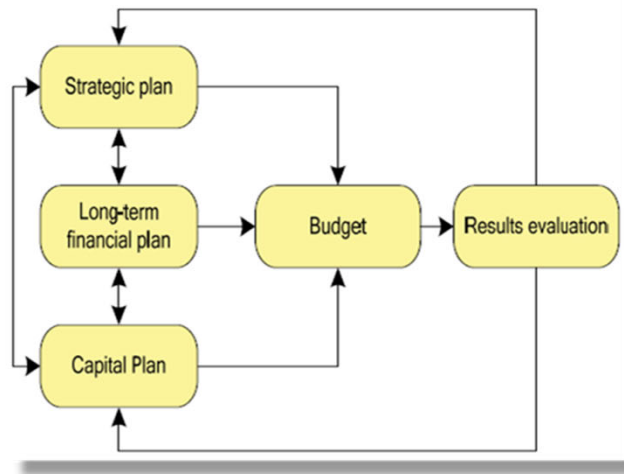 Strategic plan
Long-term
financial plan
Budget
Results evaluation
Capital Plan